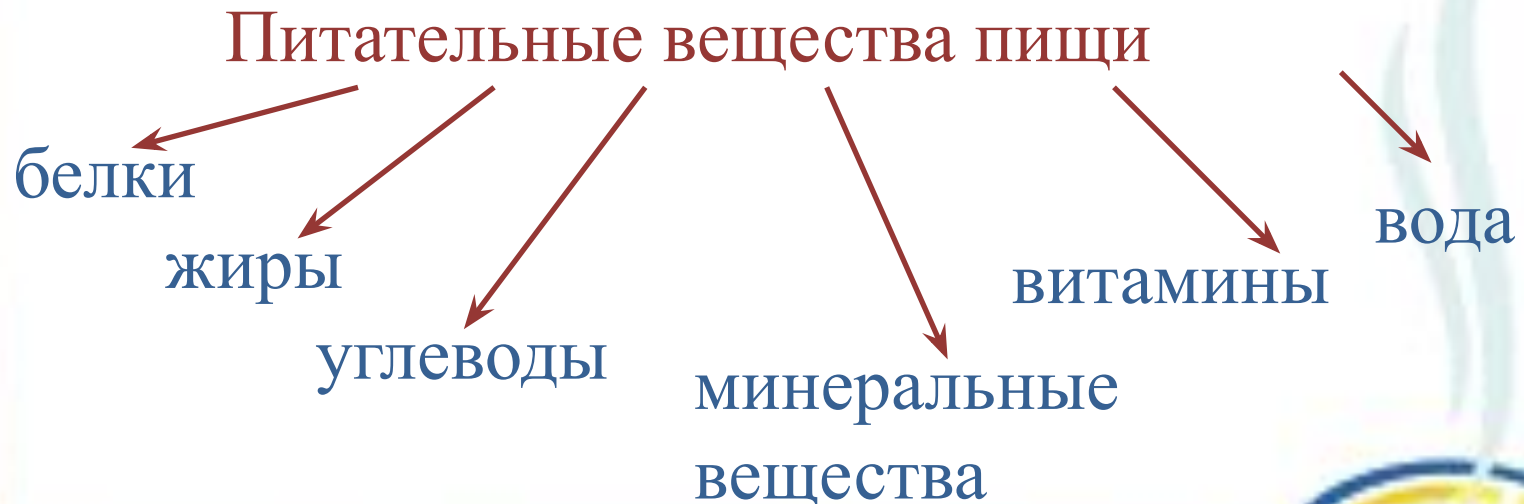 Питательные вещества пищи
белки
жиры
углеводы
минеральные
вещества
витамины
вода